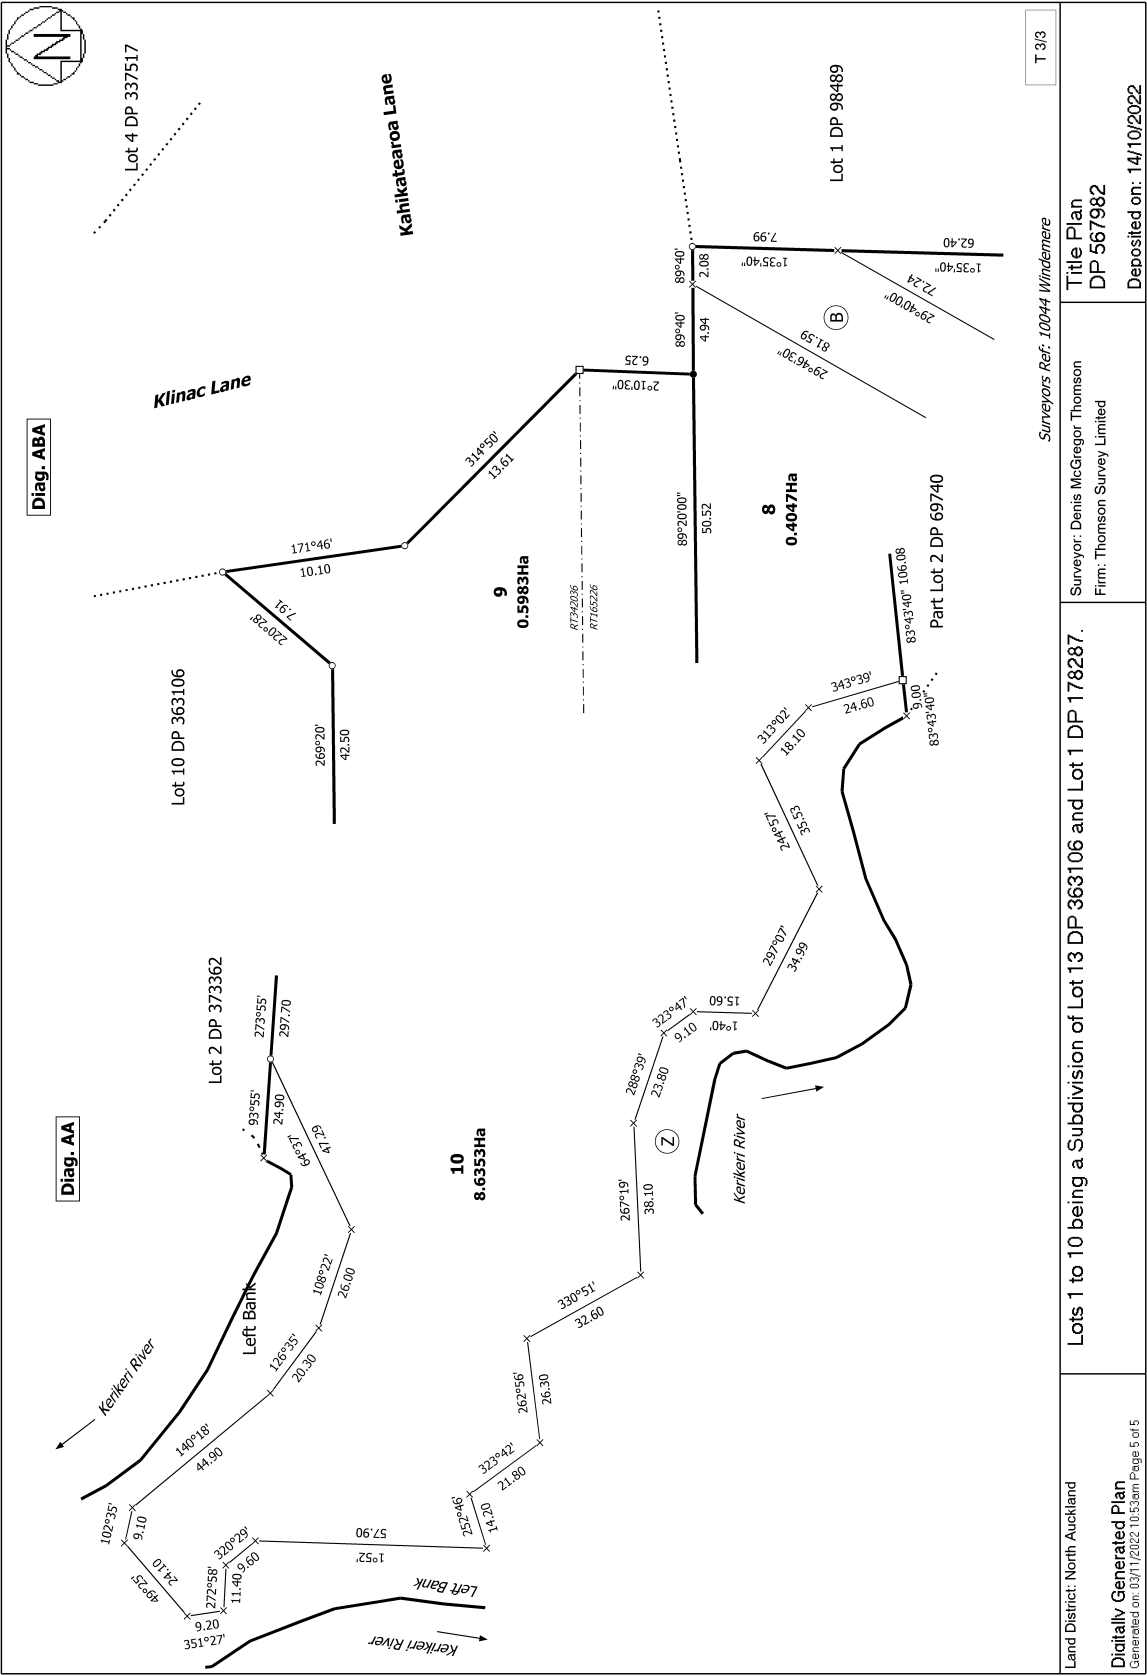 Diag. AA
Diag. ABA
N
Lot 4 DP 337517
Klinac Lane
Kahikatearoa Lane
Lot 10 DP 363106
Lot 2 DP 373362
Lot 1 DP 98489
Part Lot 2 DP 69740
171°46'
10.10
220°28'
7.91
269°20'
42.50
314°50'
13.61
6.25
2°10'30"
89°40'
4.94
89°40'
2.08
7.99
1°35'40"
62.40
1°35'40"
72.24
29°40'00"
81.59
29°46'30"
B
89°20'00"
50.52
9
0.5983Ha
RT342036
RT165226
8
0.4047Ha
273°55'
297.70
93°55'
24.90
64°37'
47.29
108°22'
26.00
126°35'
20.30
140°18'
44.90
102°35'
9.10
49°25'
24.10
351°27'
9.20
272°58'
11.40
320°29'
9.60
57.90
1°52'
252°46'
14.20
323°42'
21.80
262°56'
26.30
330°51'
32.60
267°19'
38.10
288°39'
23.80
323°47'
9.10
15.60
1°40'
297°07'
34.99
244°57'
35.53
313°02'
18.10
343°39'
24.60
83°43'40" 106.08
9.00
83°43'40"
10
8.6353Ha
Z
Left Bank
Kerikeri River
Left Bank
Kerikeri River
Kerikeri River
T 3/3
Surveyors Ref: 10044 Windemere
Land District: North Auckland
Digitally Generated Plan
Generated on: 03/11/2022 10:53am Page 5 of 5
Lots 1 to 10 being a Subdivision of Lot 13 DP 363106 and Lot 1 DP 178287.
Surveyor: Denis McGregor Thomson
Firm: Thomson Survey Limited
Title Plan
DP 567982
Deposited on: 14/10/2022